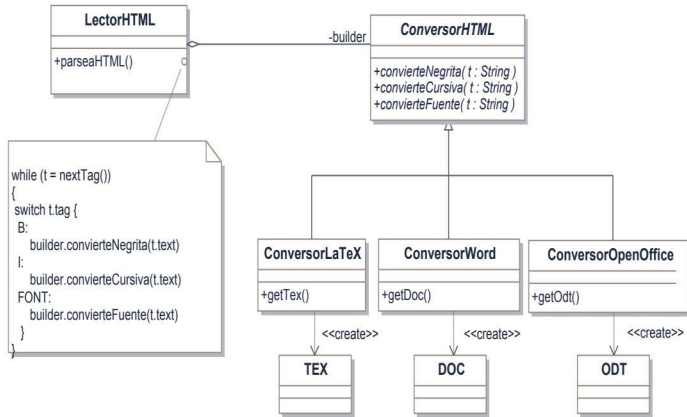 LectorHTML
+parseaHTML()
-builder
ConversorHTML
+convierteNegrita( t : String )
+convierteCursiva( t : String )
+convierteFuente( t : String )
while (t = nextTag())
{
switch t.tag {
B:
builder.convierteNegrita(t.text)
I:
builder.convierteCursiva(t.text)
FONT:
builder.convierteFuente(t.text)
}
}
ConversorLaTeX
+getTex()
ConversorWord
+getDoc()
ConversorOpenOffice
+getOdt()
<<create>>
<<create>>
<<create>>
TEX
DOC
ODT